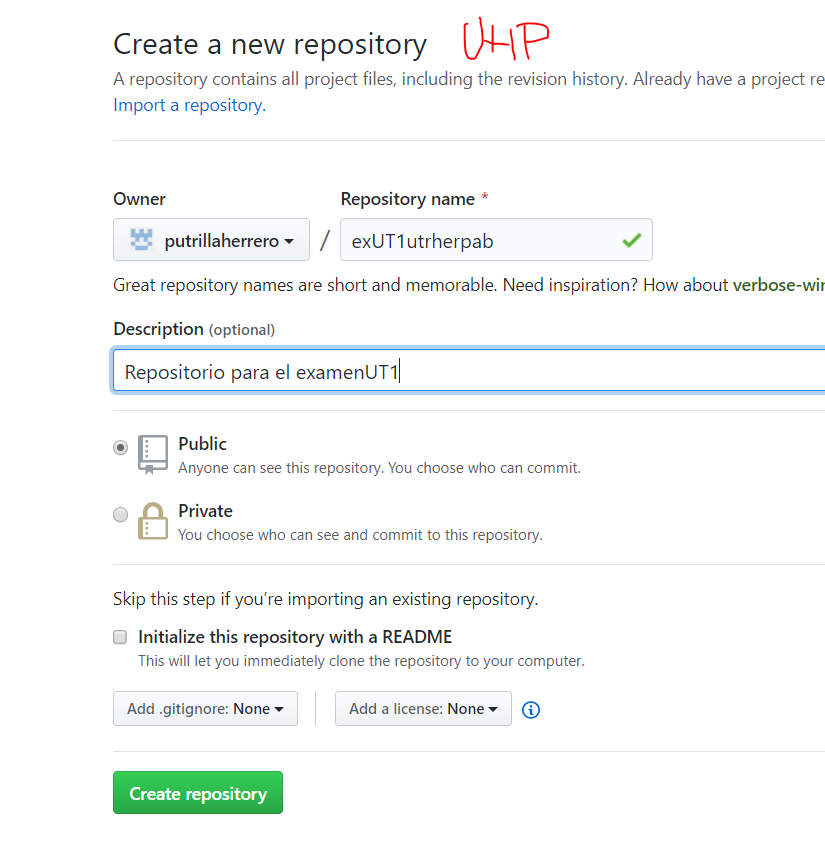 Create a new repository UHP
A repository contains all project files, including the revision history. Already have a project re
Import a repository.
Owner Repository name *
putrillaherrero / exUT1utrherpab
Great repository names are short and memorable. Need inspiration? How about verbose-win
Description (optional)
Repositorio para el examenUT1
Public
Anyone can see this repository. You choose who can commit.
Private
You choose who can see and commit to this repository.
Skip this step if you’re importing an existing repository.
Initialize this repository with a README
This will let you immediately clone the repository to your computer.
Add .gitignore: None Add a license: None
Create repository